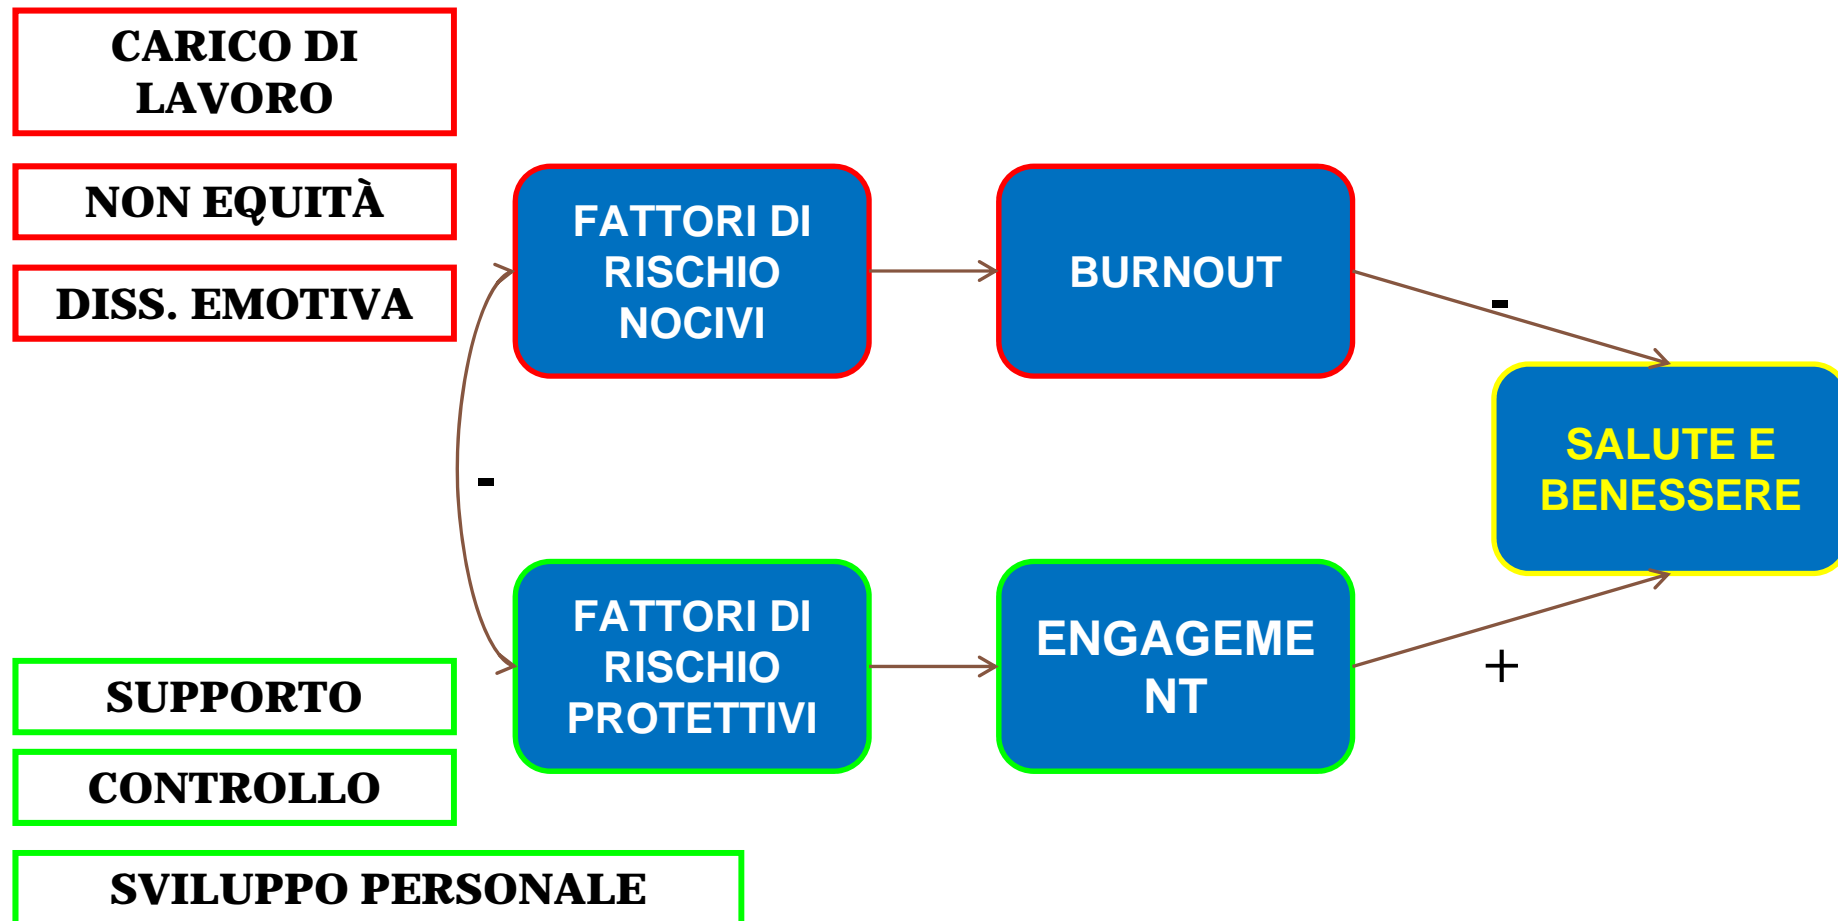 CARICO DI
LAVORO
NON EQUITÀ
DISS. EMOTIVA
FATTORI DI
RISCHIO
NOCIVI
BURNOUT
-
SALUTE E
BENESSERE
-
FATTORI DI
RISCHIO
PROTETTIVI
ENGAGEME
NT
+
SUPPORTO
CONTROLLO
SVILUPPO PERSONALE